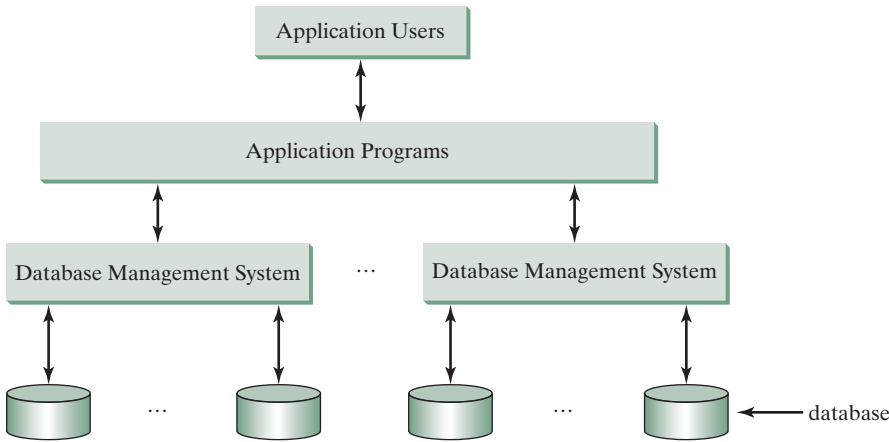 Application Users
Application Programs
Database Management System
...
Database Management System
...
...
database